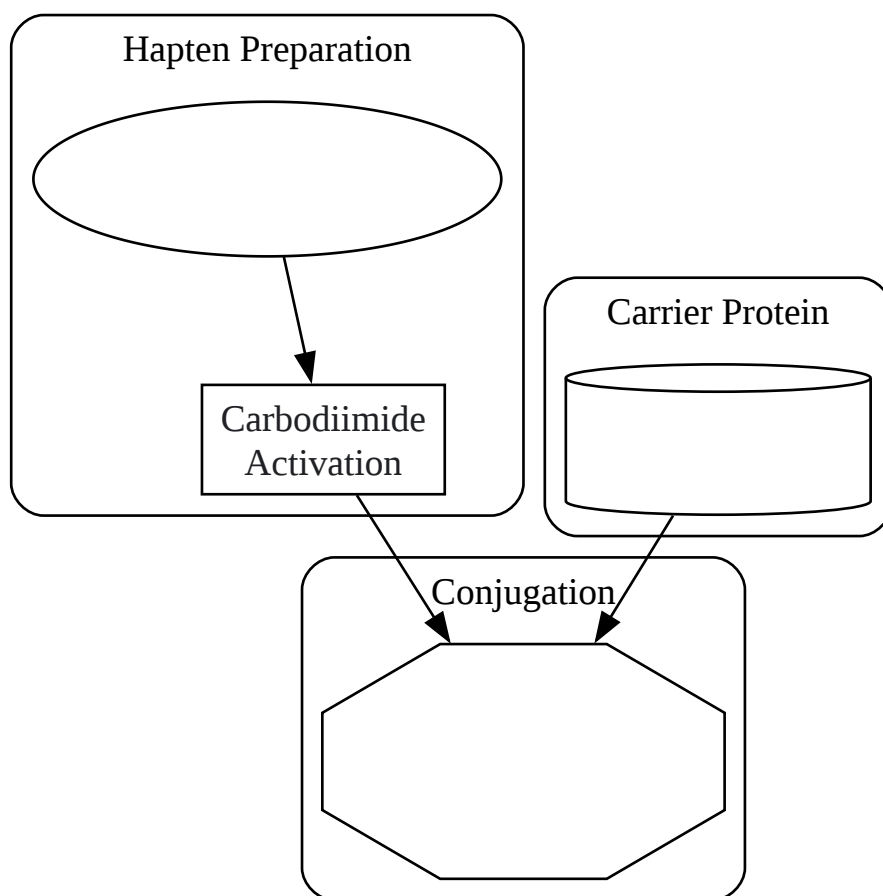 Hapten Preparation
Carrier Protein
Carbodiimide
Activation
Conjugation